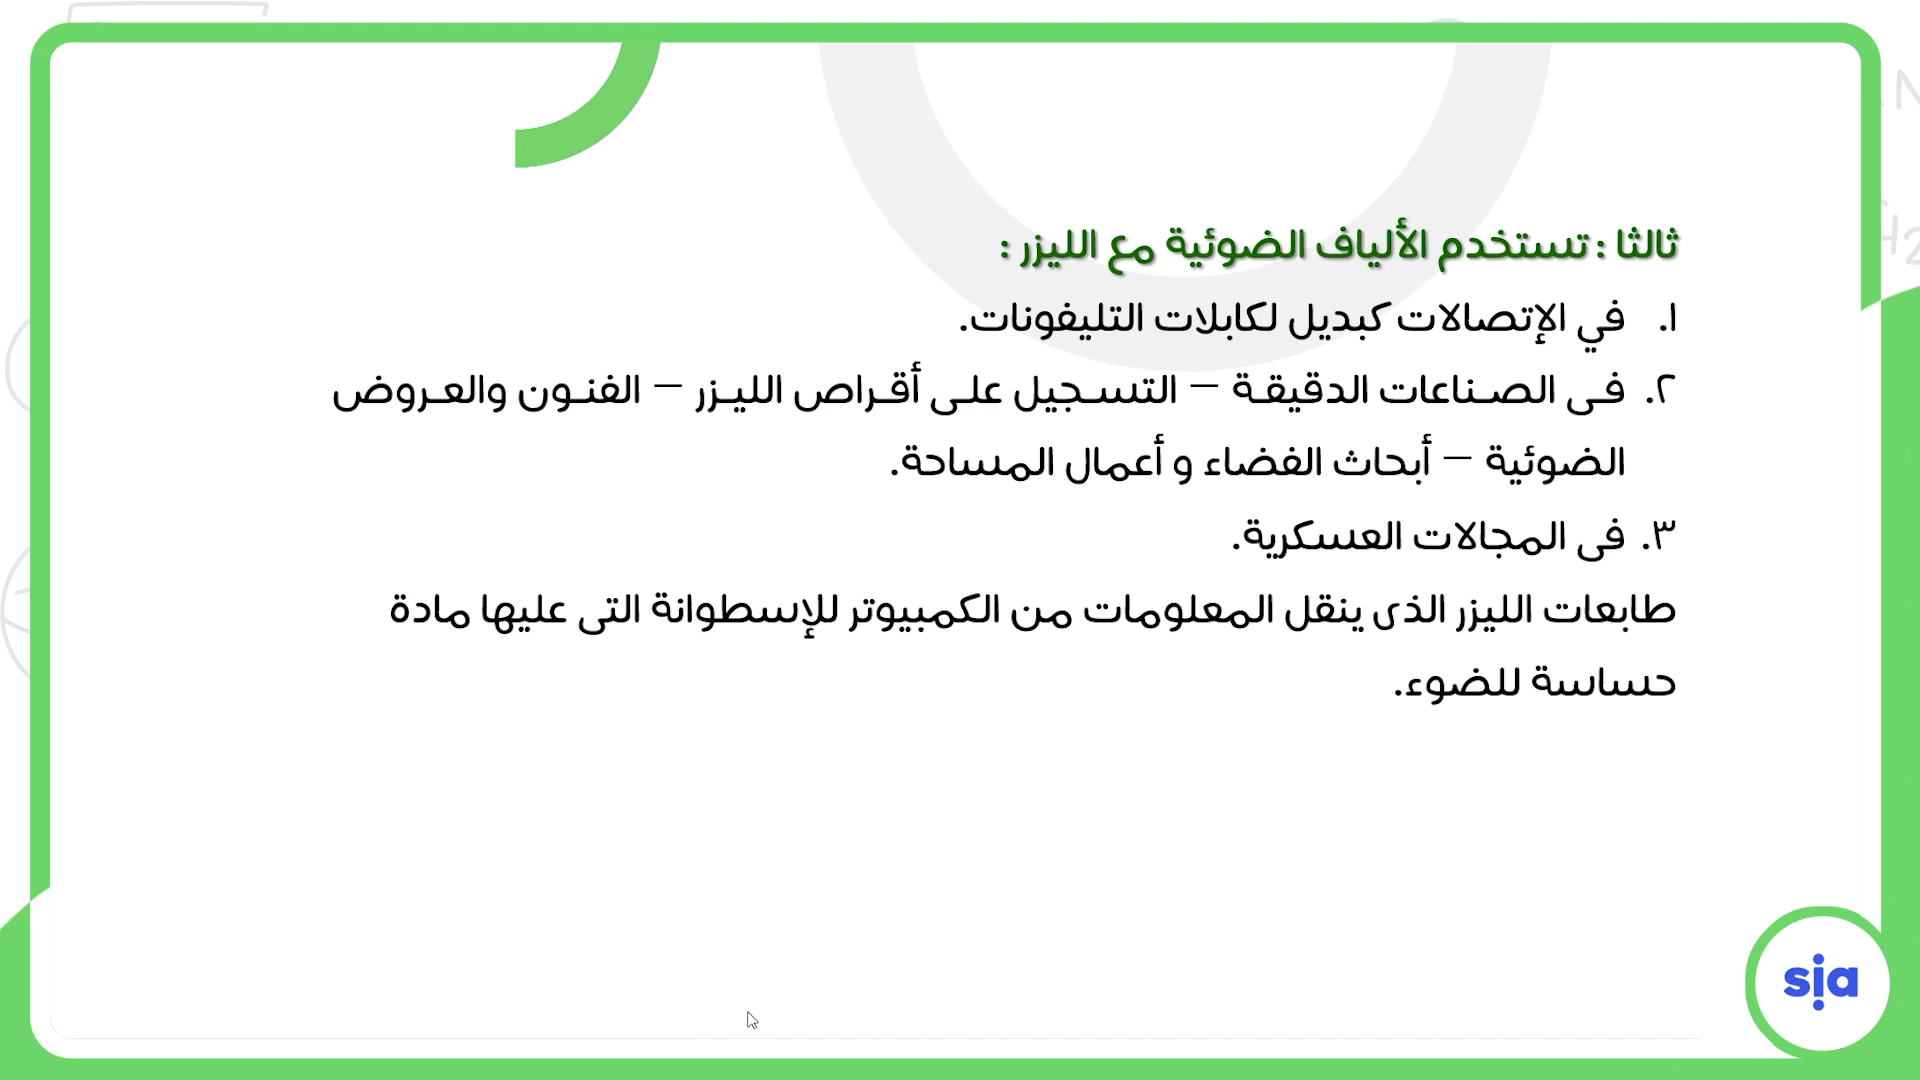 ثالثا : تستخدم الألياف الضوئية مع الليزر :
١. في الإتصالات كبديل لكابلات التليفونات.
٢. فى الصناعات الدقيقة – التسجيل على أقراص الليزر – الفنون والعروض
الضوئية – أبحاث الفضاء و أعمال المساحة.
٣. فى المجالات العسكرية.
طابعات الليزر الذى ينقل المعلومات من الكمبيوتر للإسطوانة التى عليها مادة
حساسة للضوء.
sia